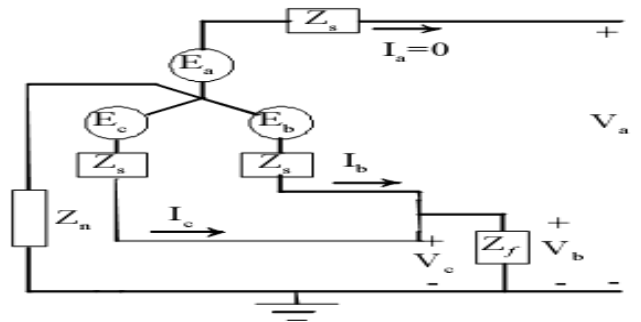 Z_s
I_a=0
+
E_a
V_a
E_c
E_b
Z_s
Z_s
I_b
Z_n
I_c
+
V_c
Z_f
+
V_b
-
-
-